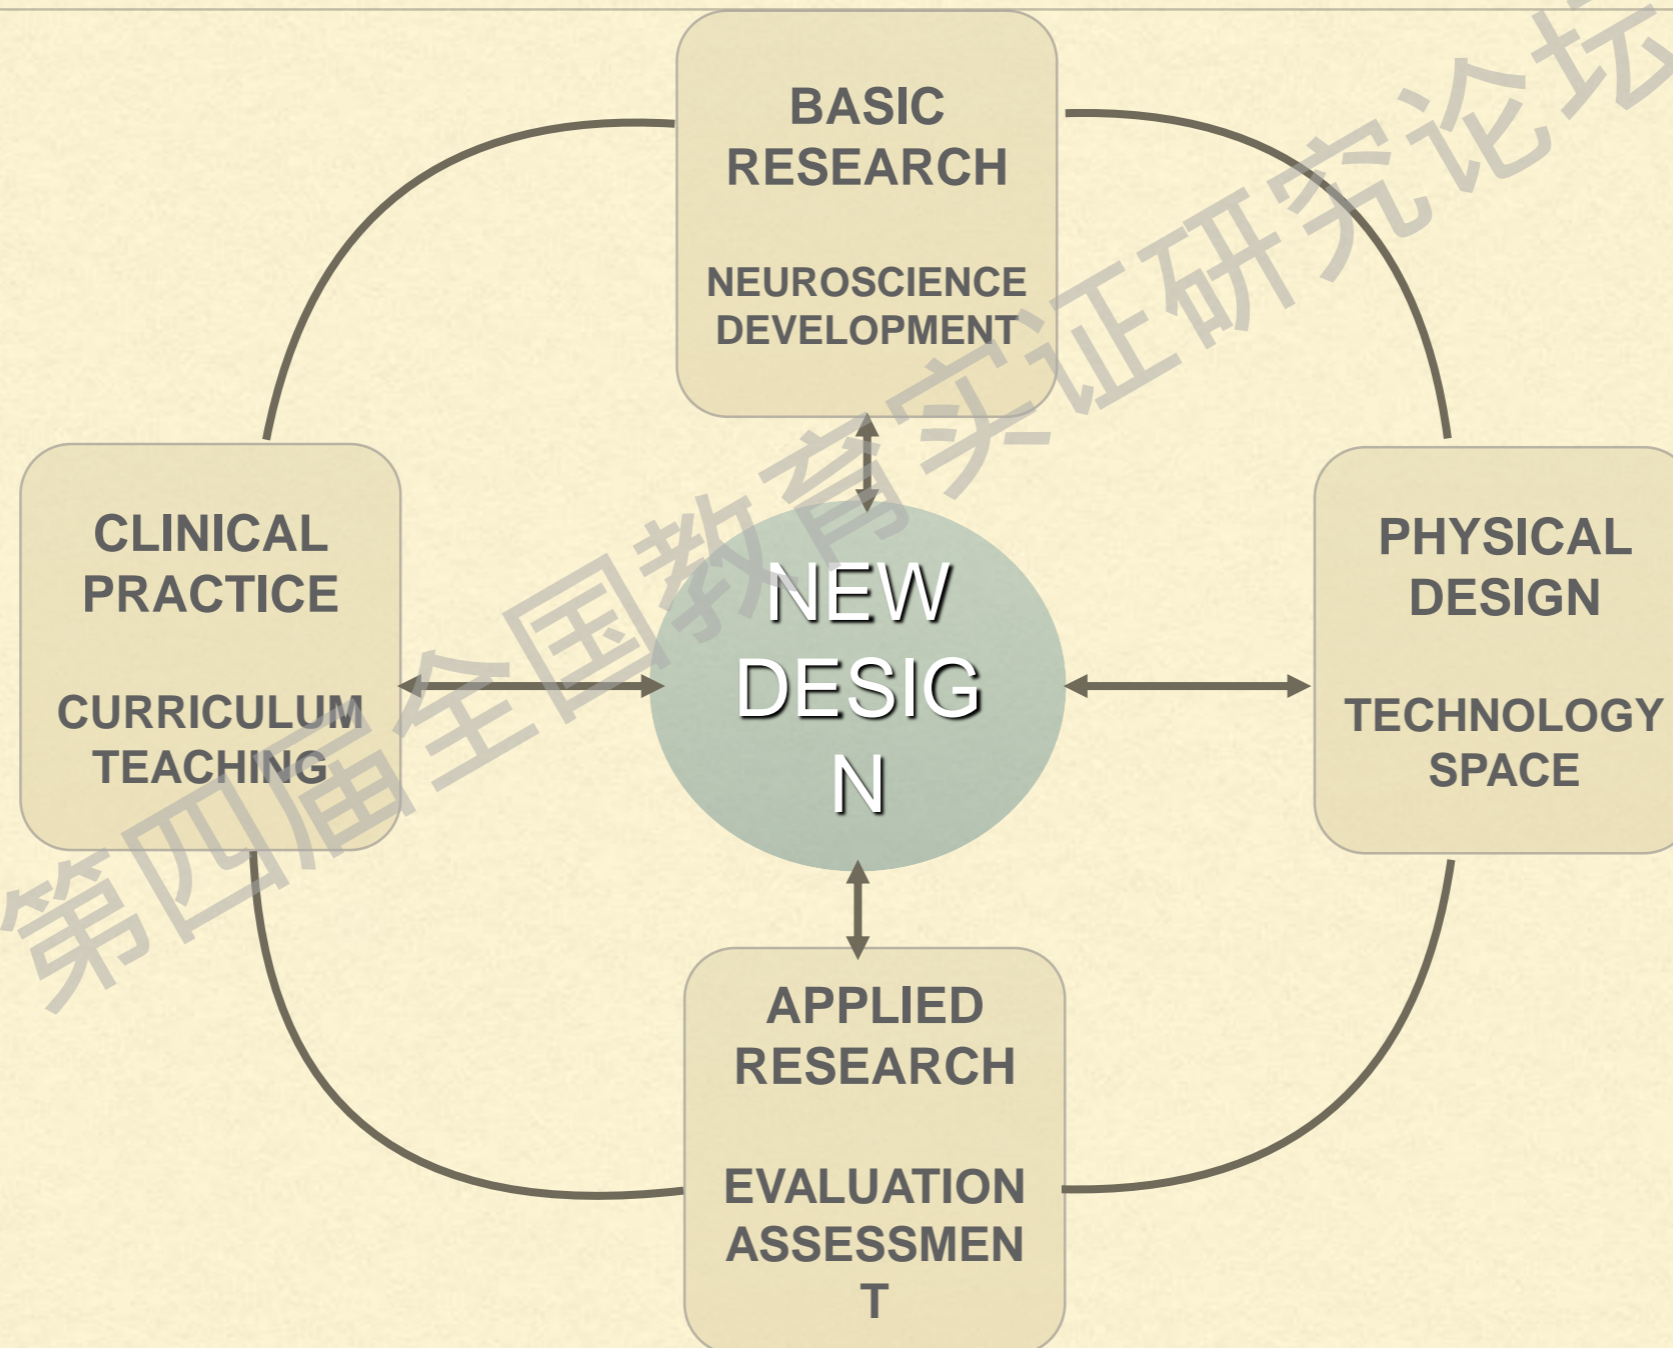 BASIC
RESEARCH
NEUROSCIENCE
DEVELOPMENT
CLINICAL
PRACTICE
CURRICULUM
TEACHING
NEW
DESIG
N
PHYSICAL
DESIGN
TECHNOLOGY
SPACE
APPLIED
RESEARCH
EVALUATION
ASSESSMEN
T
第四届全国教育实证研究论坛